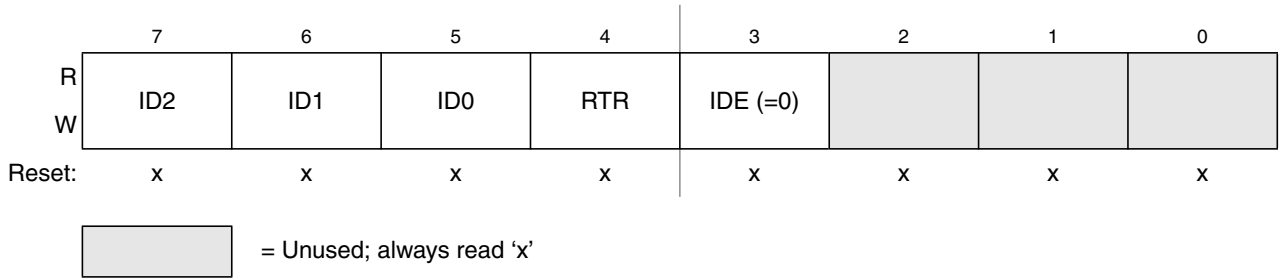 7 6 5 4 3 2 1 0
R
ID2 ID1 ID0 RTR IDE (=0)
W
Reset: x x x x x x x x
= Unused; always read ‘x’